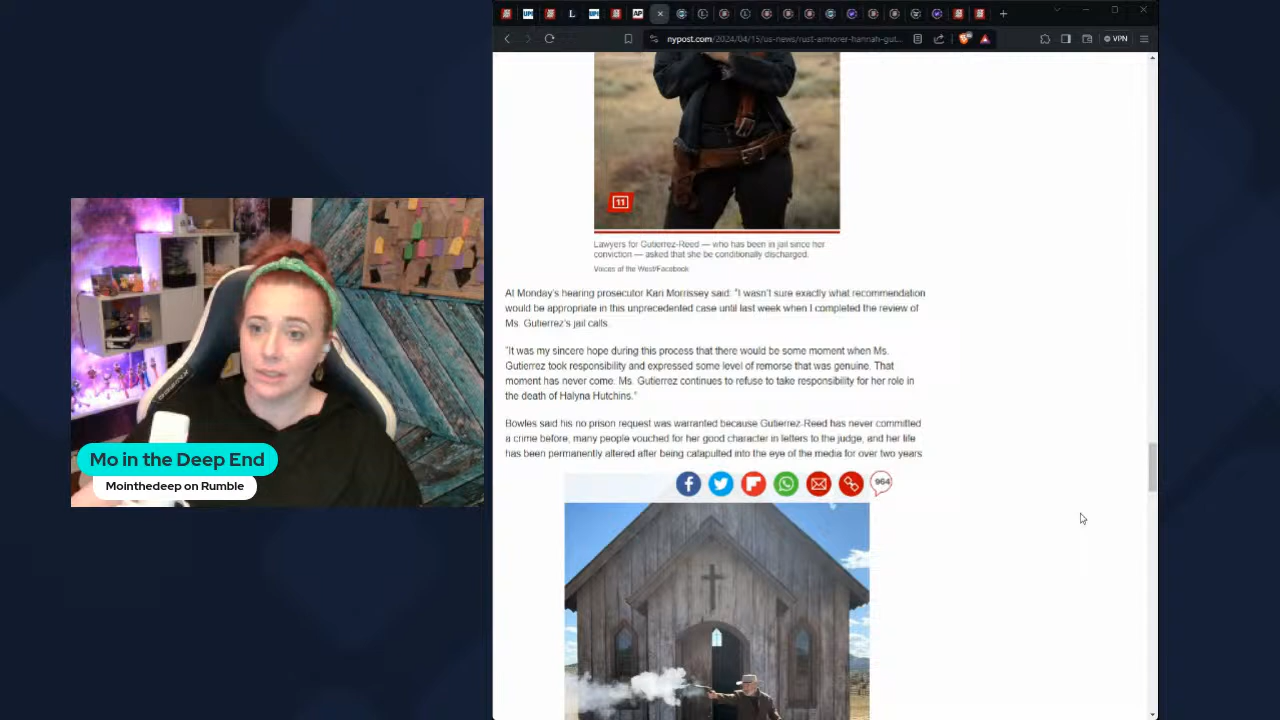 nypost.com/2024/04/15/us-news/rust-armorer-hannah-gut...
VPN
11
Lawyers for Gutierrez-Reed — who has been in jail since her
conviction — asked that she be conditionally discharged.
Voices of the West/Facebook
At Monday's hearing prosecutor Kari Morrissey said: "I wasn't sure exactly what recommendation
would be appropriate in this unprecedented case until last week when I completed the review of
Ms. Gutierrez's jail calls.
"It was my sincere hope during this process that there would be some moment when Ms.
Gutierrez took responsibility and expressed some level of remorse that was genuine. That
moment has never come. Ms. Gutierrez continues to refuse to take responsibility for her role in
the death of Halyna Hutchins."
Bowles said his no prison request was warranted because Gutierrez-Reed has never committed
a crime before, many people vouched for her good character in letters to the judge, and her life
has been permanently altered after being catapulted into the eye of the media for over two years
964
Mo in the Deep End
Mointhedeep on Rumble